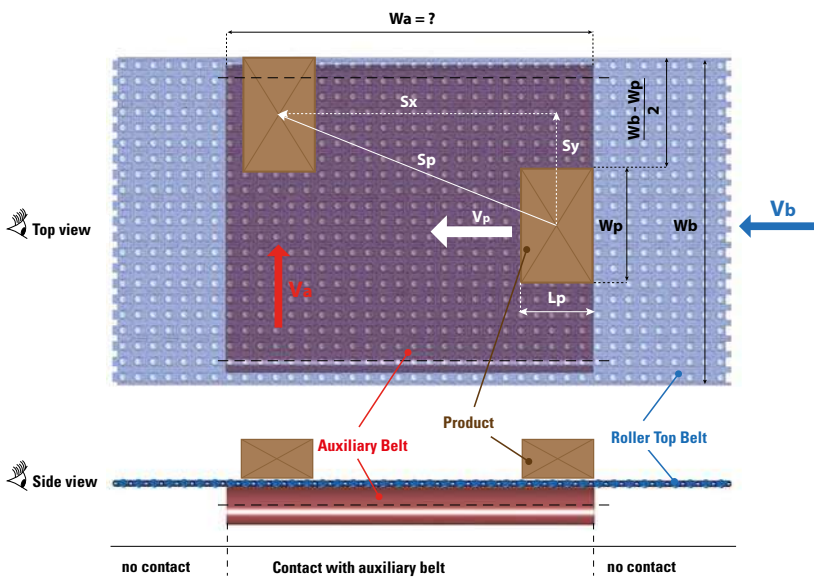 Wa = ?
Sx
Sy
Sp
Wb - Wp
2
Vb
Top view
Vp
Wp
Wb
Va
Lp
Product
Auxiliary Belt
Roller Top Belt
Side view
no contact
Contact with auxiliary belt
no contact